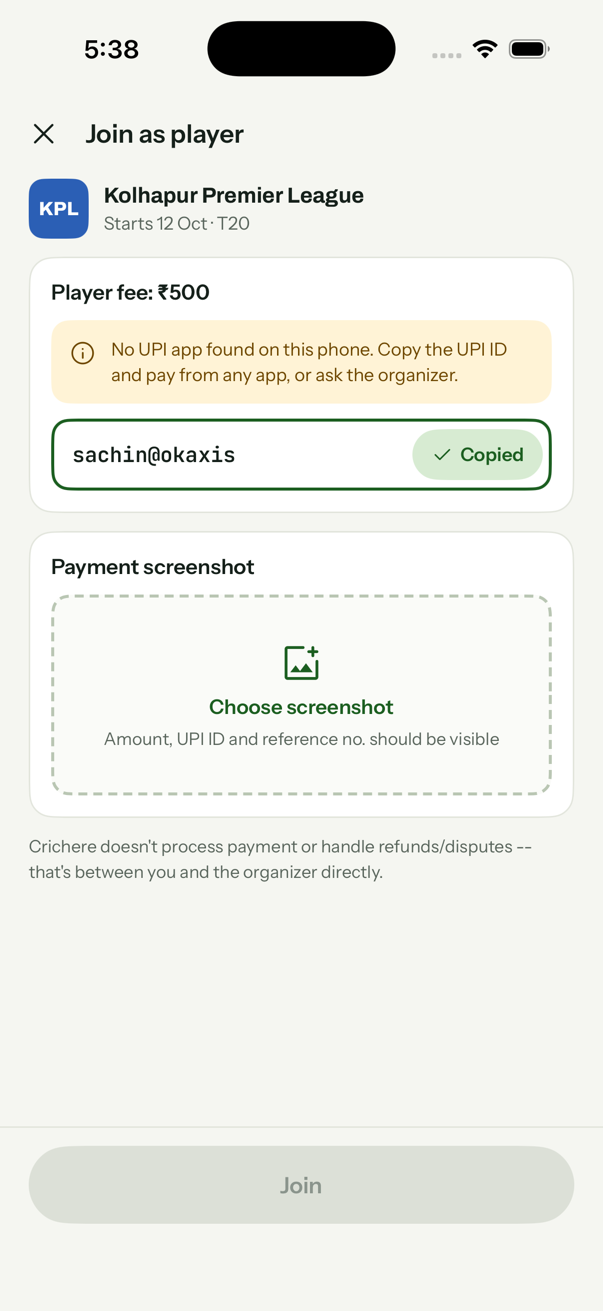 5:38
Join as player
KPL
Kolhapur Premier League
Starts 12 Oct · T20
Player fee: ₹500
No UPI app found on this phone. Copy the UPI ID
and pay from any app, or ask the organizer.
sachin@okaxis
Copied
Payment screenshot
Choose screenshot
Amount, UPI ID and reference no. should be visible
Crichere doesn't process payment or handle refunds/disputes --
that's between you and the organizer directly.
Join